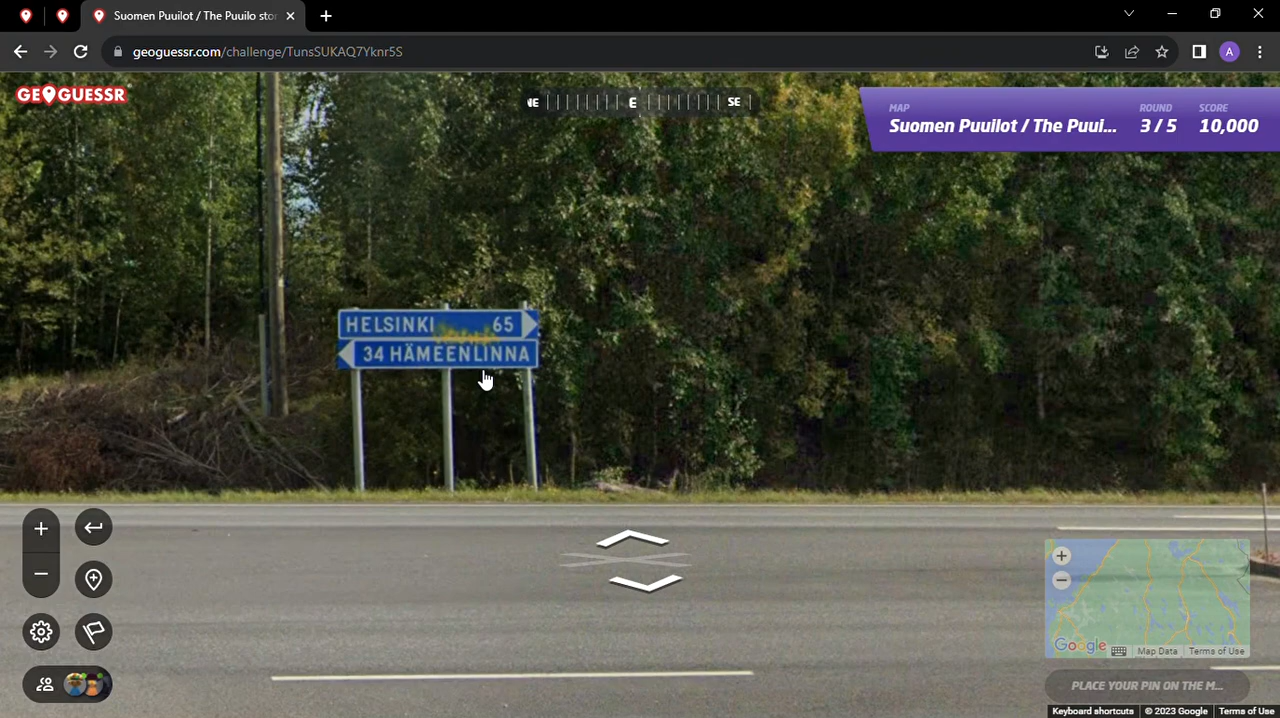 Suomen Puuilot / The Puuilo stor
geoguessr.com/challenge/TunsSUKAQ7Yknr5S
A
GEOGUESSR
NE E SE
MAP
Suomen Puuilot / The Puui...
ROUND
3 / 5
SCORE
10,000
HELSINKI 65
34 HÄMEENLINNA
Google
Map Data
Terms of Use
PLACE YOUR PIN ON THE M...
Keyboard shortcuts
© 2023 Google
Terms of Use